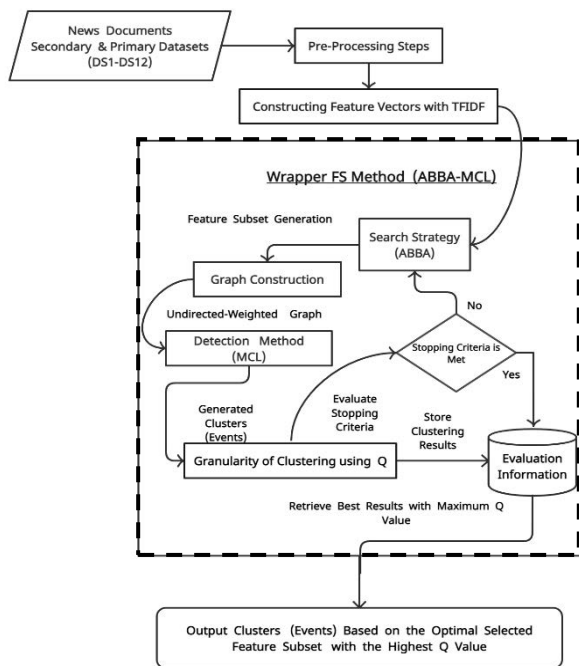 News Documents
Secondary & Primary Datasets
(DS1-DS12)
Pre-Processing Steps
Constructing Feature Vectors with TFIDF
Wrapper FS Method (ABBA-MCL)
Feature Subset Generation
Search Strategy
(ABBA)
Graph Construction
No
Undirected-Weighted Graph
Detection Method
(MCL)
Stopping Criteria is
Met
Yes
Generated
Clusters
(Events)
Evaluate
Stopping
Criteria
Store
Clustering
Results
Granularity of Clustering using Q
Evaluation
Information
Retrieve Best Results with Maximum Q
Value
Output Clusters (Events) Based on the Optimal Selected
Feature Subset with the Highest Q Value